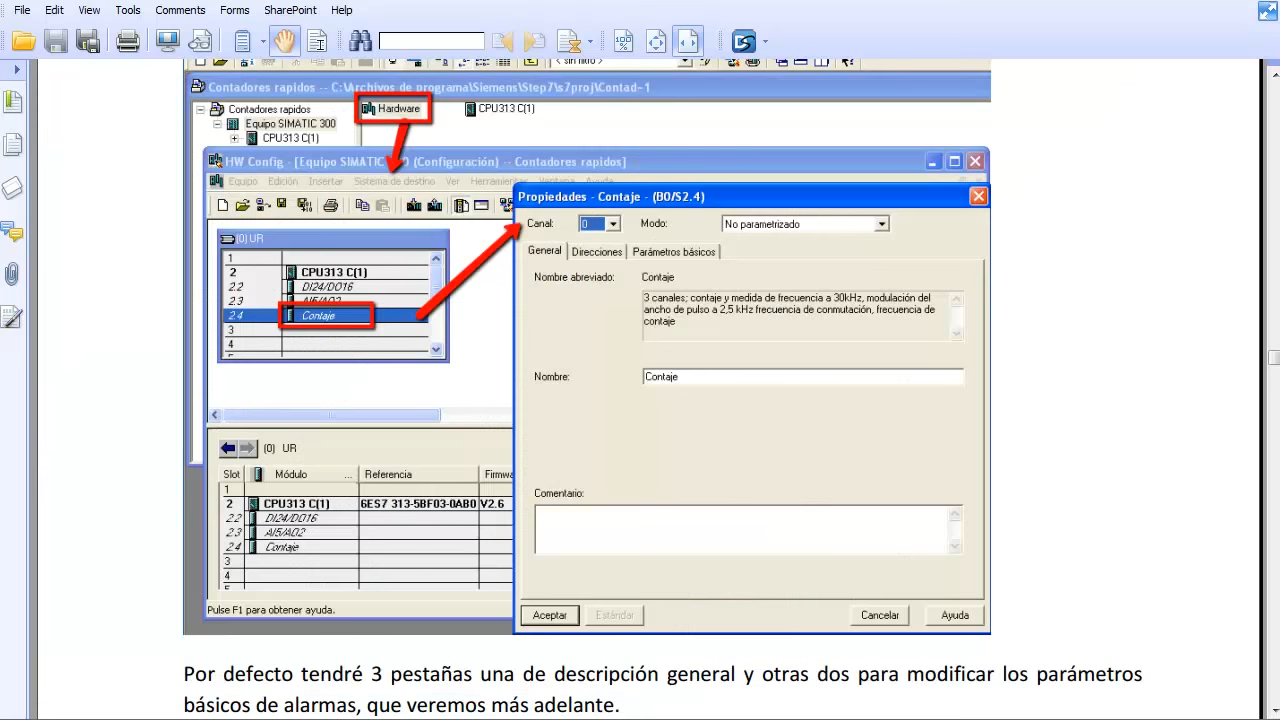 File Edit View Tools Comments Forms SharePoint Help
< sin filtro >
Contadores rapidos -- C:\Archivos de programa\Siemens\Step7\s7proj\Contad~1
Contadores rapidos
Hardware
CPU313 C(1)
Equipo SIMATIC 300
CPU313 C(1)
HW Config - [Equipo SIMATIC (Configuración) -- Contadores rapidos]
Equipo Edición Insertar Sistema de destino Ver Herramientas Ventana Ayuda
Propiedades - Contaje - (B0/S2.4)
Canal: 0 Modo: No parametrizado
(0) UR
General Direcciones Parámetros básicos
1
2 CPU313 C(1)
2.2 DI24/DO16
2.3 AI5/AO2
2.4 Contaje
3
4
5
Nombre abreviado: Contaje
3 canales; contaje y medida de frecuencia a 30kHz, modulación del
ancho de pulso a 2,5 kHz frecuencia de conmutación, frecuencia de
contaje
Nombre: Contaje
(0) UR
Slot Módulo ... Referencia Firmw
1
2 CPU313 C(1) 6ES7 313-5BF03-0AB0 V2.6
2.2 DI24/DO16
2.3 AI5/AO2
2.4 Contaje
3
4
5
Comentario:
Pulse F1 para obtener ayuda.
Aceptar Estándar Cancelar Ayuda
Por defecto tendré 3 pestañas una de descripción general y otras dos para modificar los parámetros
básicos de alarmas, que veremos más adelante.